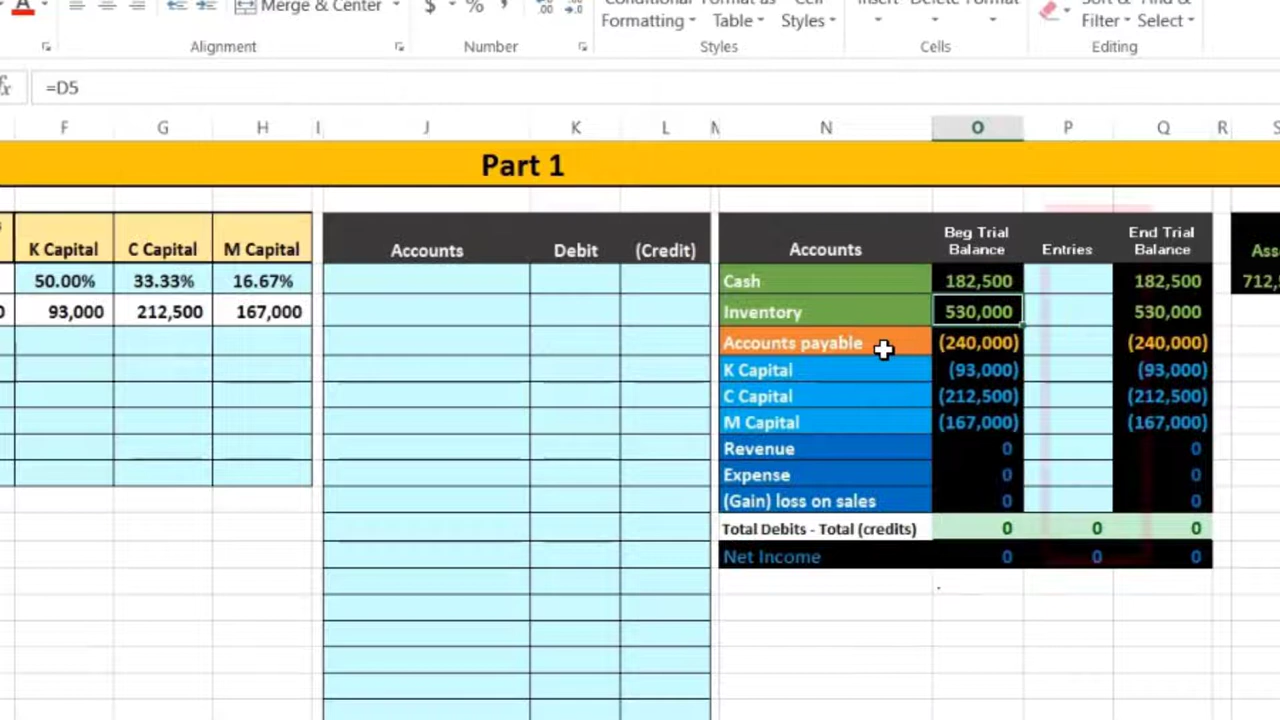 Merge & Center $ % ,
Formatting Table Styles Filter Select
Alignment Number Styles Cells Editing
=D5
F G H I J K L M N O P Q R S
Part 1
K Capital C Capital M Capital Accounts Debit (Credit) Accounts Beg Trial Balance Entries End Trial Balance
50.00% 33.33% 16.67% Cash 182,500 182,500
93,000 212,500 167,000 Inventory 530,000 530,000
Accounts payable (240,000) (240,000)
K Capital (93,000) (93,000)
C Capital (212,500) (212,500)
M Capital (167,000) (167,000)
Revenue 0 0
Expense 0 0
(Gain) loss on sales 0 0
Total Debits - Total (credits) 0 0 0
Net Income 0 0 0